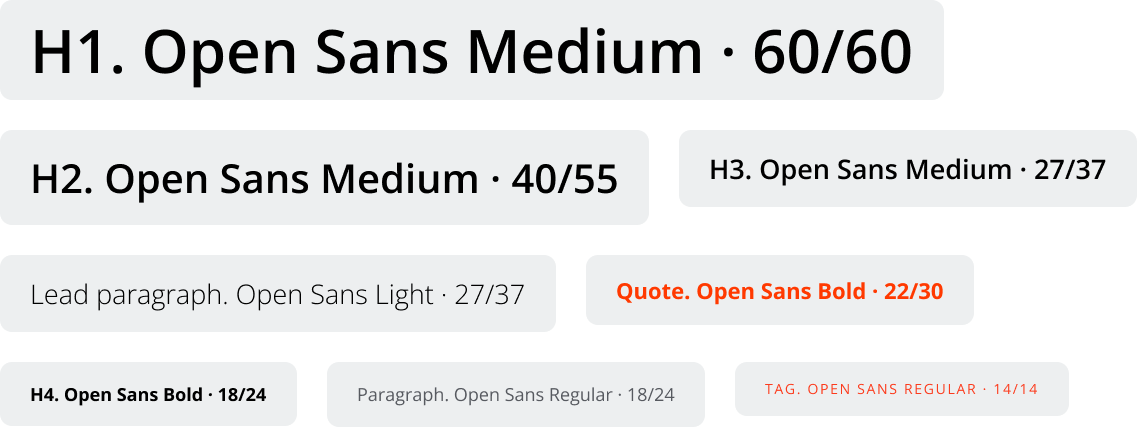 H1. Open Sans Medium · 60/60
H2. Open Sans Medium · 40/55
H3. Open Sans Medium · 27/37
Lead paragraph. Open Sans Light · 27/37
Quote. Open Sans Bold · 22/30
H4. Open Sans Bold · 18/24
Paragraph. Open Sans Regular · 18/24
TAG. OPEN SANS REGULAR · 14/14